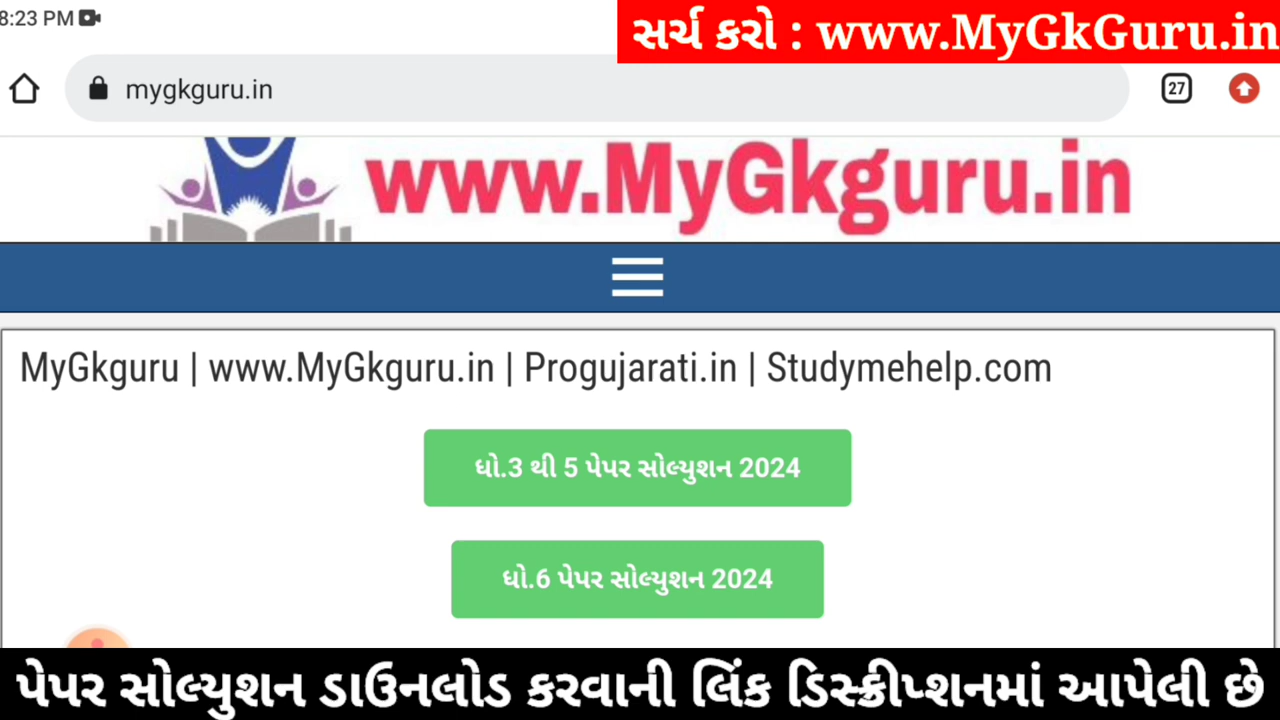 8:23 PM
સર્ચ કરો : www.MyGkGuru.in
mygkguru.in
27
www.MyGkguru.in
MyGkguru | www.MyGkguru.in | Progujarati.in | Studymehelp.com
ધો.3 થી 5 પેપર સોલ્યુશન 2024
ધો.6 પેપર સોલ્યુશન 2024
પેપર સોલ્યુશન ડાઉનલોડ કરવાની લિંક ડિસ્ક્રીપ્શનમાં આપેલી છે